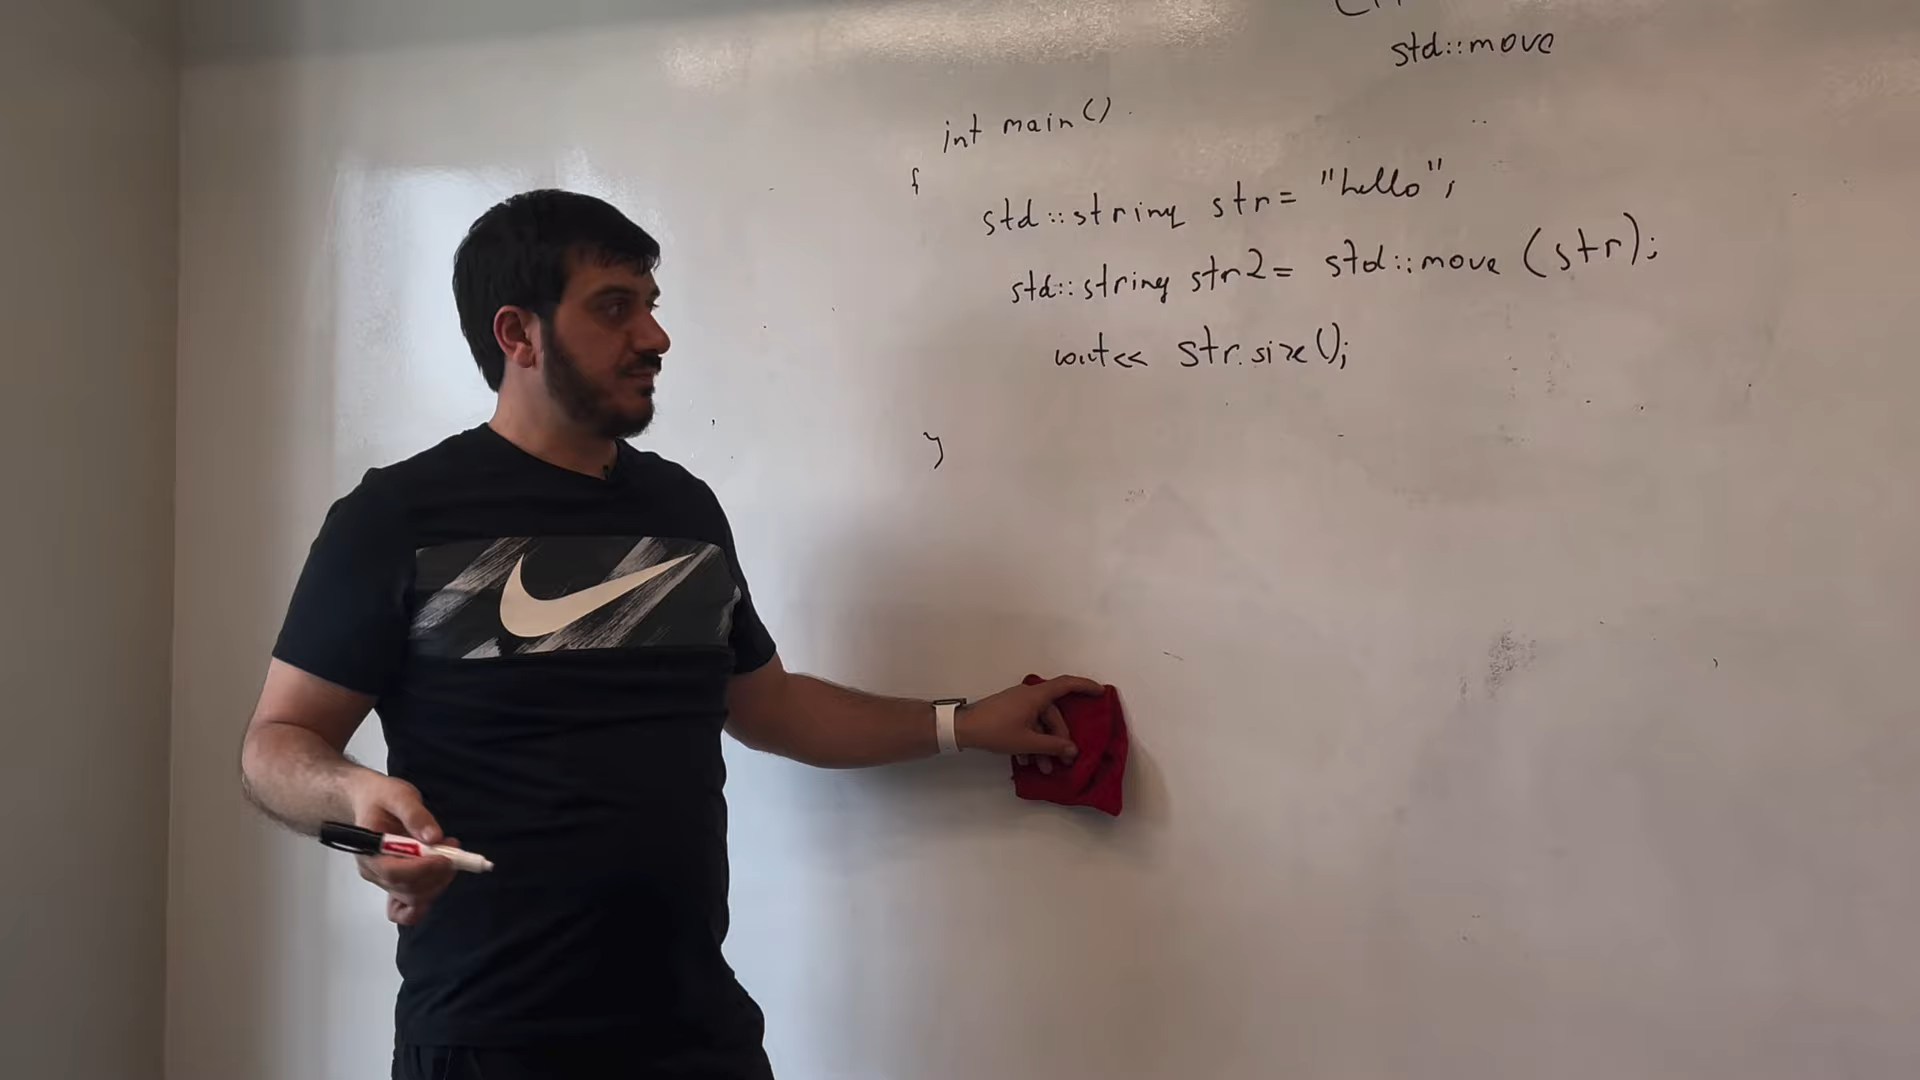 std::move
int main()
{
std::string str= "hello";
std::string str2= std::move (str);
cout<< str.size();
}